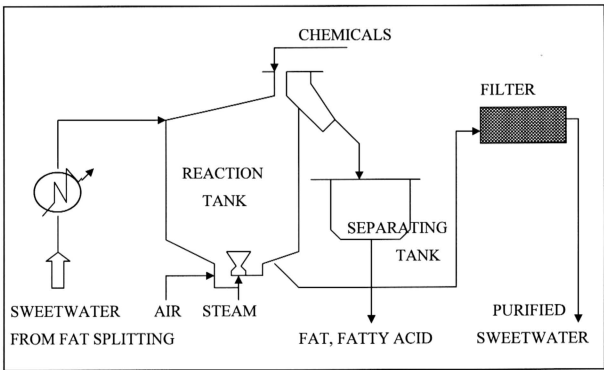 CHEMICALS
FILTER
REACTION
TANK
SEPARATING
TANK
SWEETWATER
FROM FAT SPLITTING
AIR
STEAM
FAT, FATTY ACID
PURIFIED
SWEETWATER